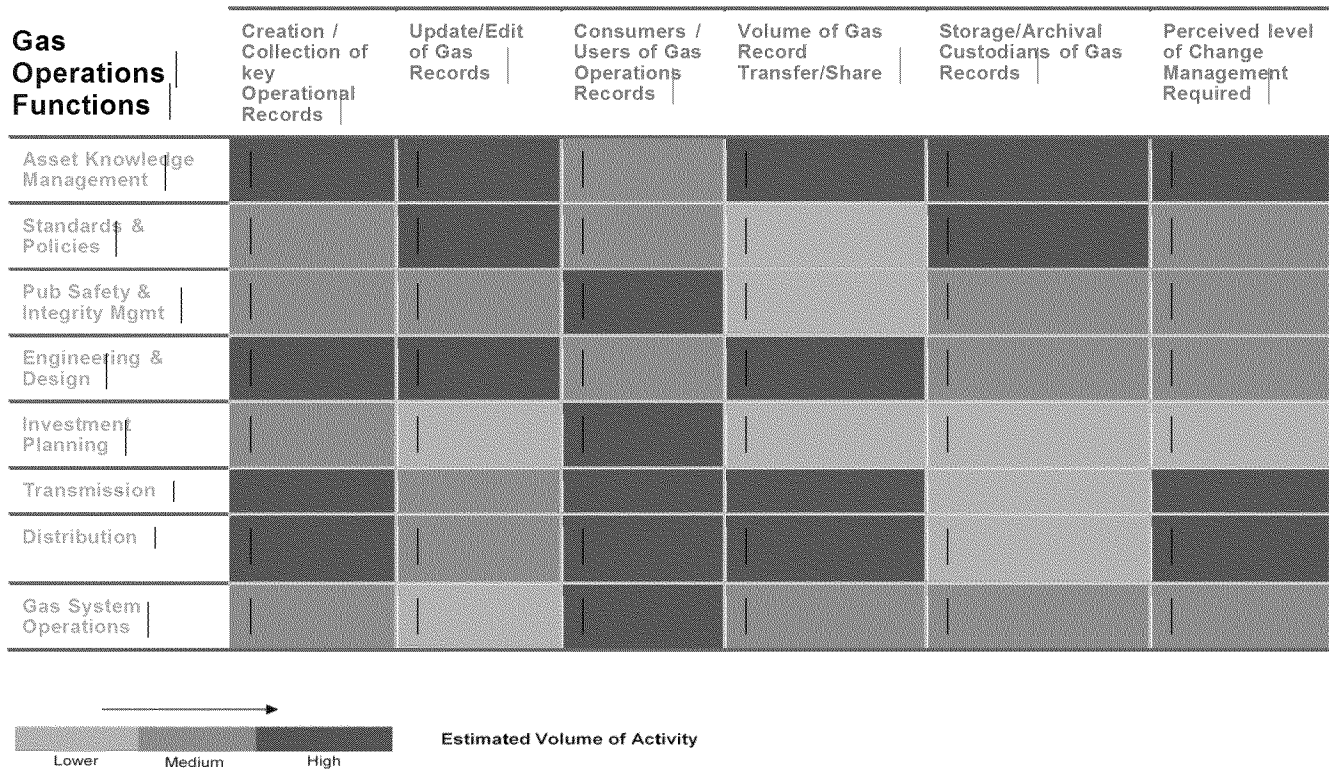 Gas
Operations
Functions
Creation /
Collection of
key
Operational
Records
Update/Edit
of Gas
Records
Consumers /
Users of Gas
Operations
Records
Volume of Gas
Record
Transfer/Share
Storage/Archival
Custodians of Gas
Records
Perceived level
of Change
Management
Required
Asset Knowledge
Management
Standards &
Policies
Pub Safety &
Integrity Mgmt
Engineering &
Design
Investment
Planning
Transmission
Distribution
Gas System
Operations
Estimated Volume of Activity
Lower Medium High